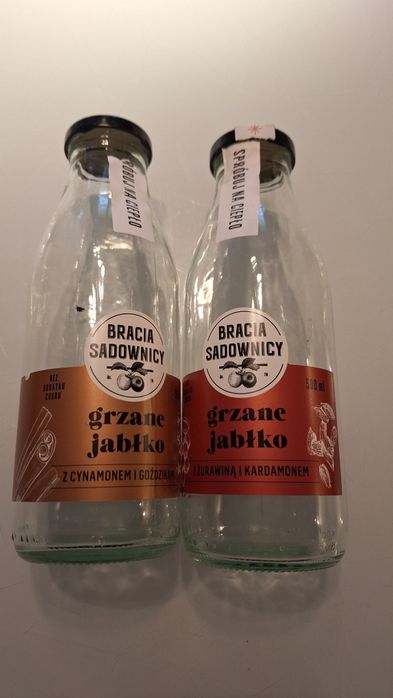 SPRÓBUJ NA CIEPŁO
BRACIA
SADOWNICY
BEZ
DODATKU
CUKRU
grzane
jabłko
Z CYNAMONEM I GOŹDZIKAMI
SPRÓBUJ NA CIEPŁO
BRACIA
SADOWNICY
500 ml
grzane
jabłko
Z ŻURAWINĄ I KARDAMONEM